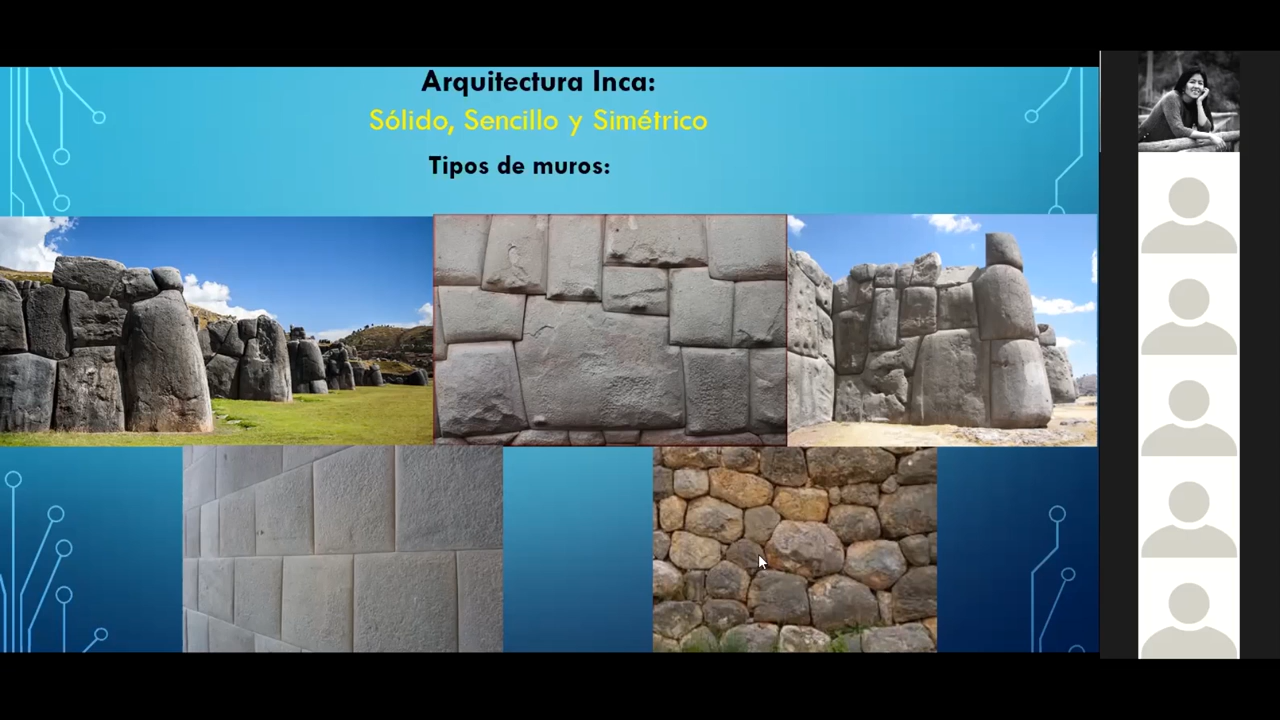 Arquitectura Inca:
Sólido, Sencillo y Simétrico
Tipos de muros: